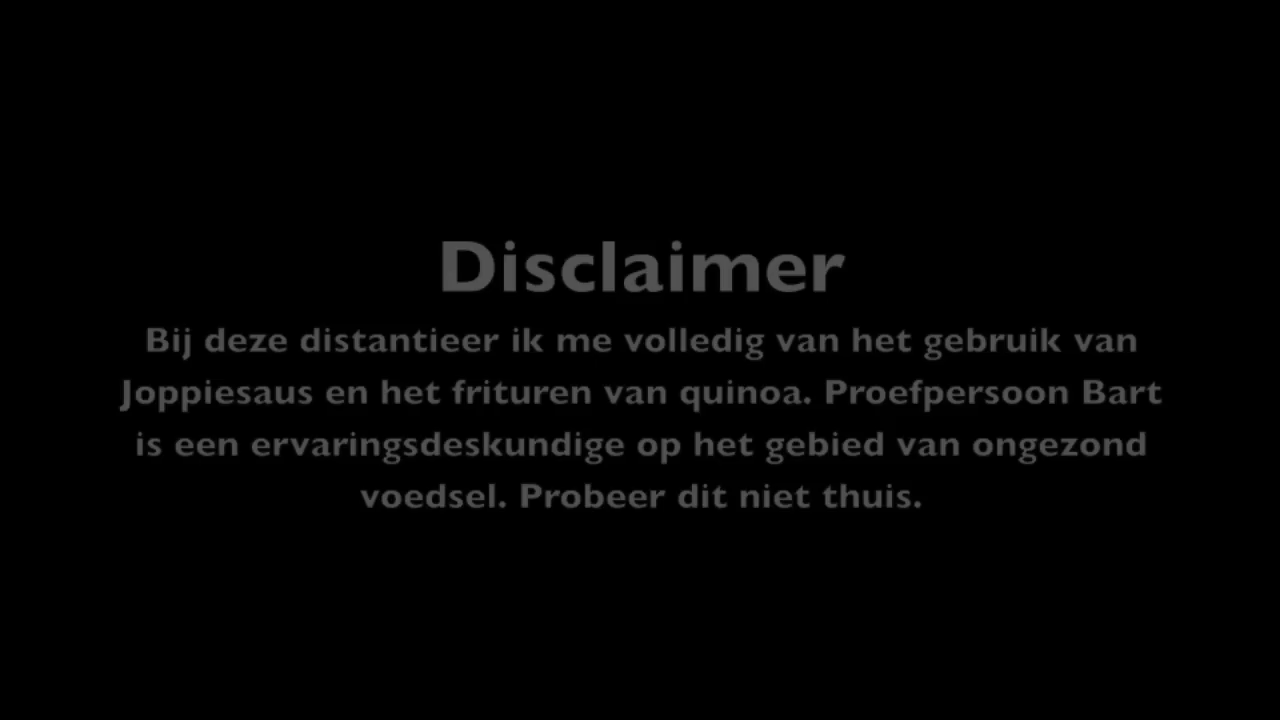 Disclaimer
Bij deze distantieer ik me volledig van het gebruik van
Joppiesaus en het frituren van quinoa. Proefpersoon Bart
is een ervaringsdeskundige op het gebied van ongezond
voedsel. Probeer dit niet thuis.